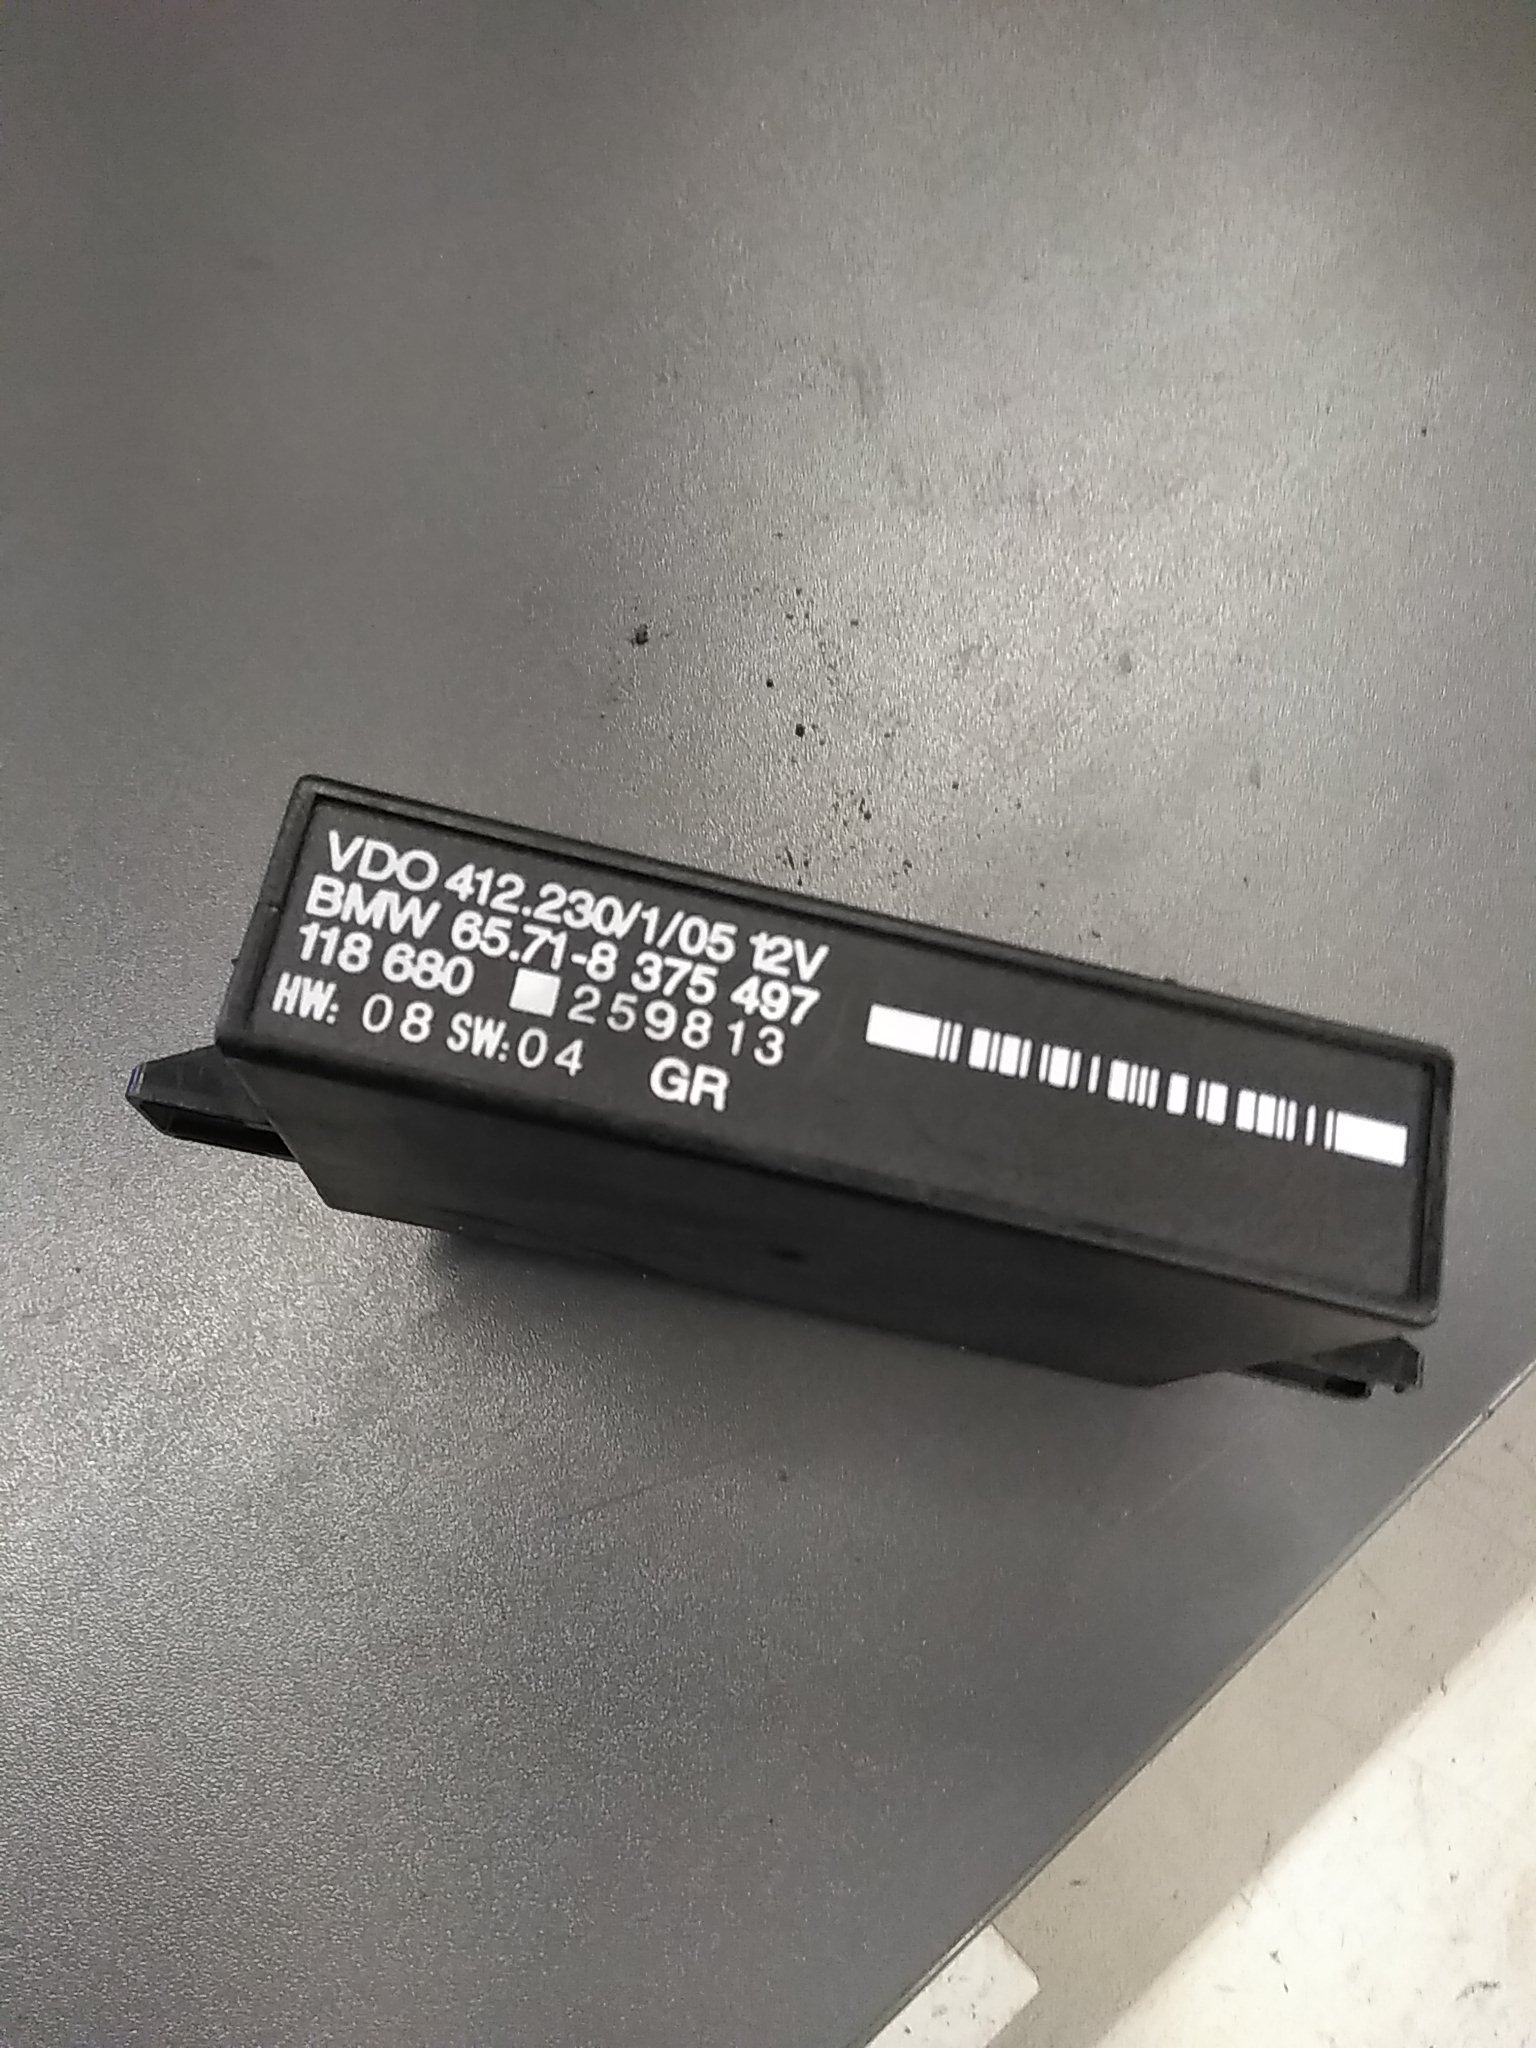 VDO 412.230/1/05 12V
BMW 65.71-8 375 497
118 680 259813
HW: 08 SW:04 GR